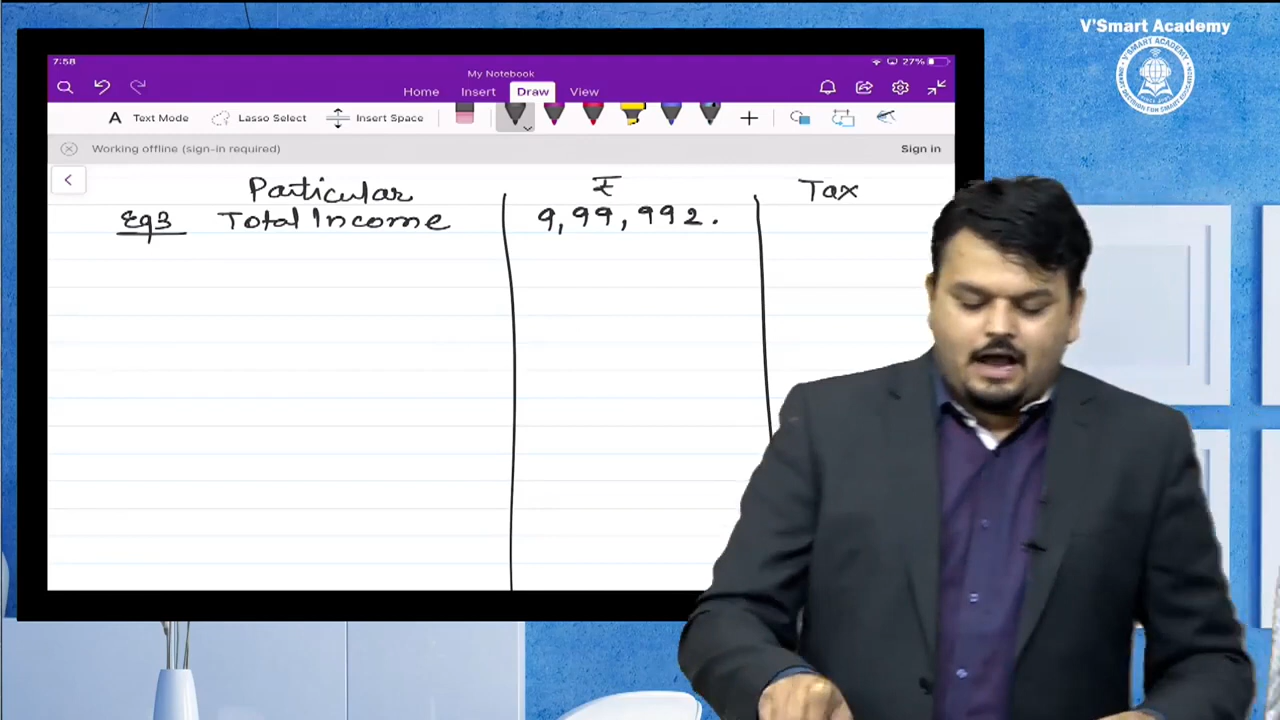 V'Smart Academy
7:58
27%
My Notebook
Home Insert Draw View
Text Mode Lasso Select Insert Space
Working offline (sign-in required) Sign in
Particular ₹ Tax
Eg3 Total Income 9,99,992.